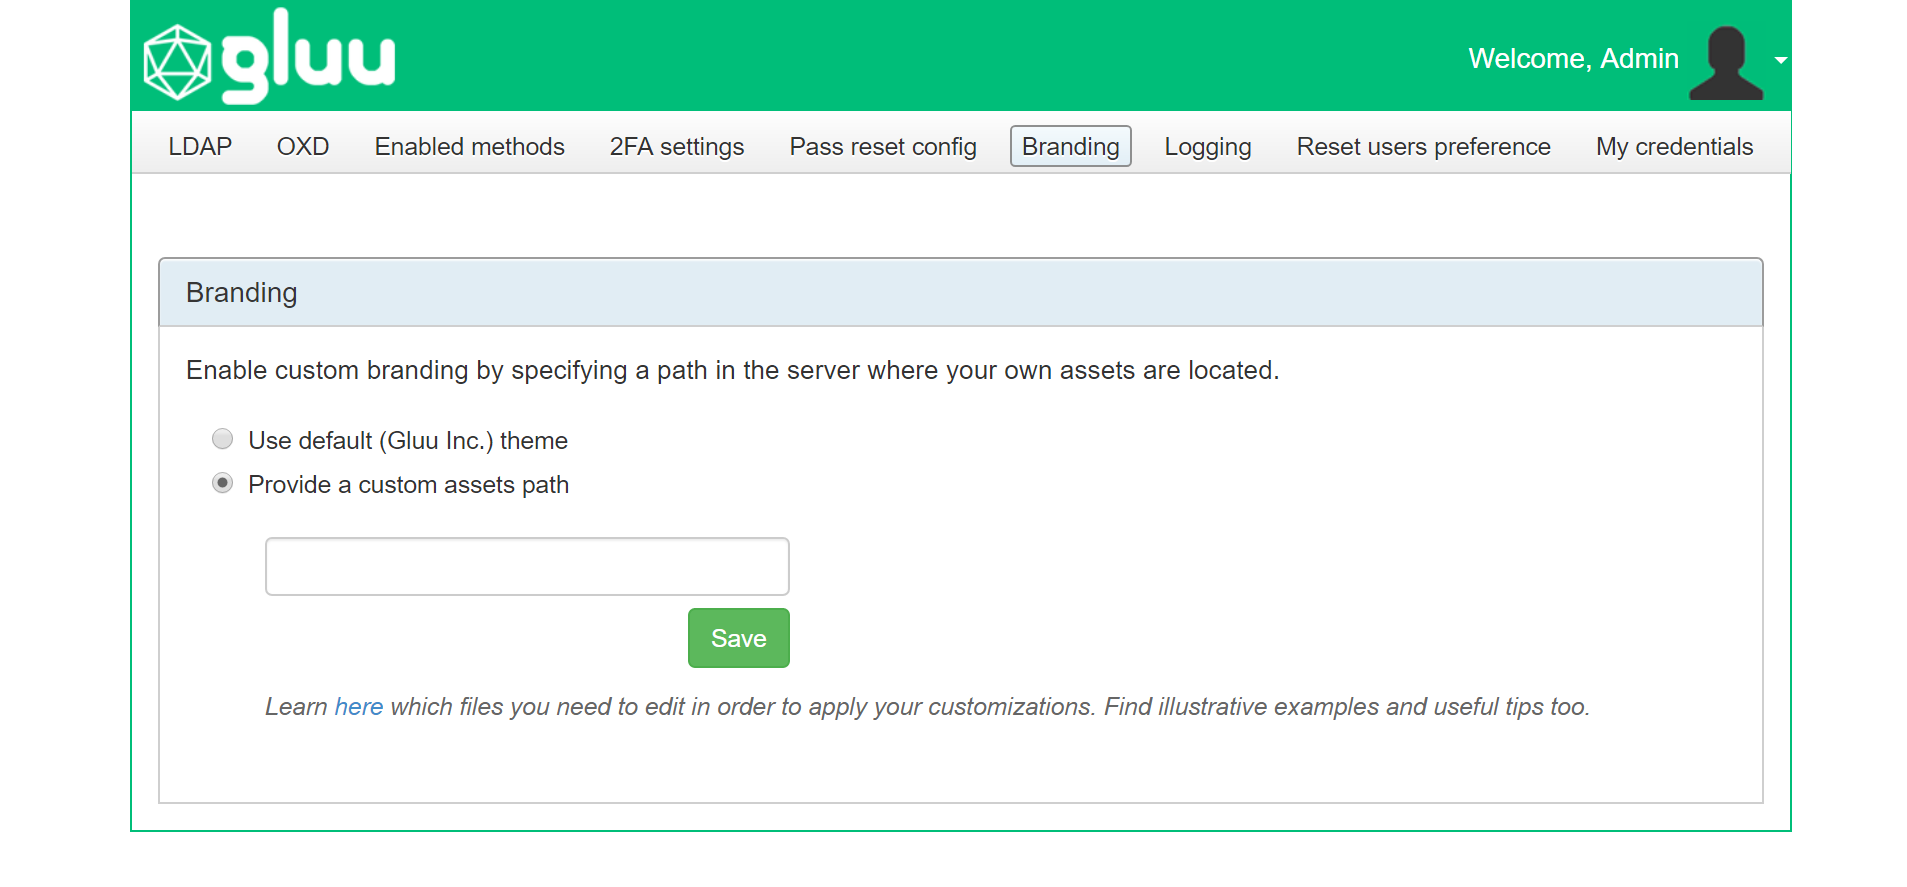 gluu
Welcome, Admin
LDAP OXD Enabled methods 2FA settings Pass reset config Branding Logging Reset users preference My credentials
Branding
Enable custom branding by specifying a path in the server where your own assets are located.
Use default (Gluu Inc.) theme
Provide a custom assets path
Save
Learn here which files you need to edit in order to apply your customizations. Find illustrative examples and useful tips too.